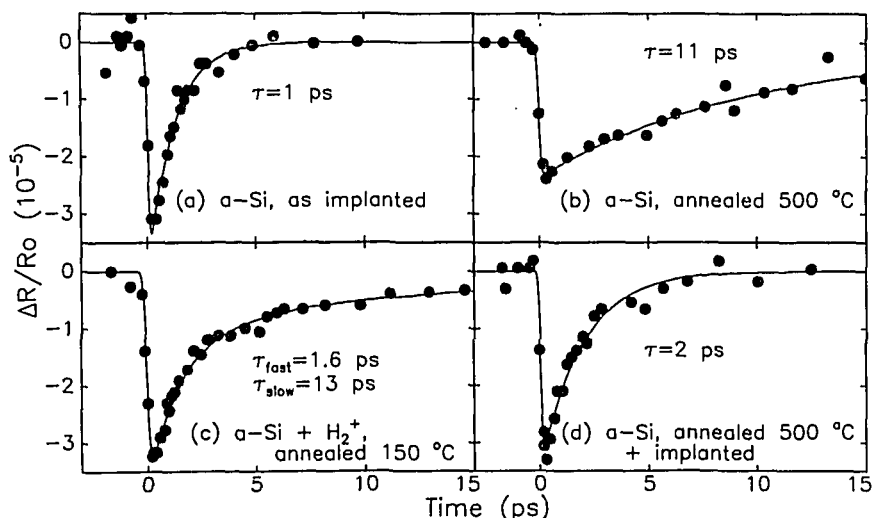 0
-1
-2
-3
τ=1 ps
(a) a-Si, as implanted
τ=11 ps
(b) a-Si, annealed 500 °C
0
-1
-2
-3
τfast=1.6 ps
τslow=13 ps
(c) a-Si + H₂⁺,
annealed 150 °C
τ=2 ps
(d) a-Si, annealed 500 °C
+ implanted
0 5 10 15
0 5 10 15
ΔR/Ro (10⁻⁵)
Time (ps)